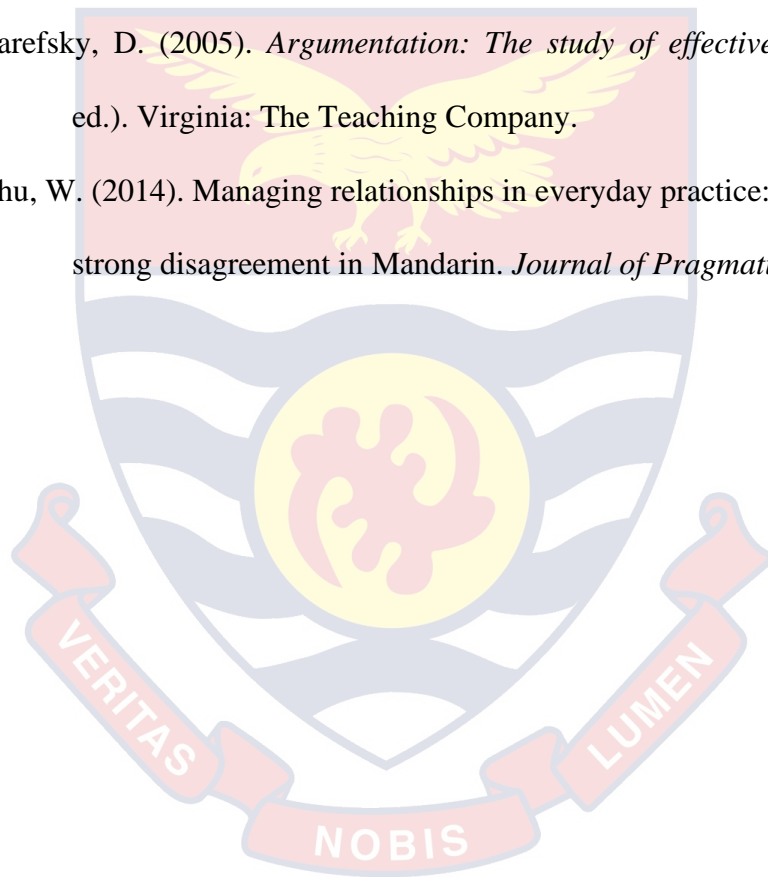 arefsky, D. (2005). Argumentation: The study of effective
ed.). Virginia: The Teaching Company.
hu, W. (2014). Managing relationships in everyday practice:
strong disagreement in Mandarin. Journal of Pragmati
VERITAS
NOBIS
LUMEN